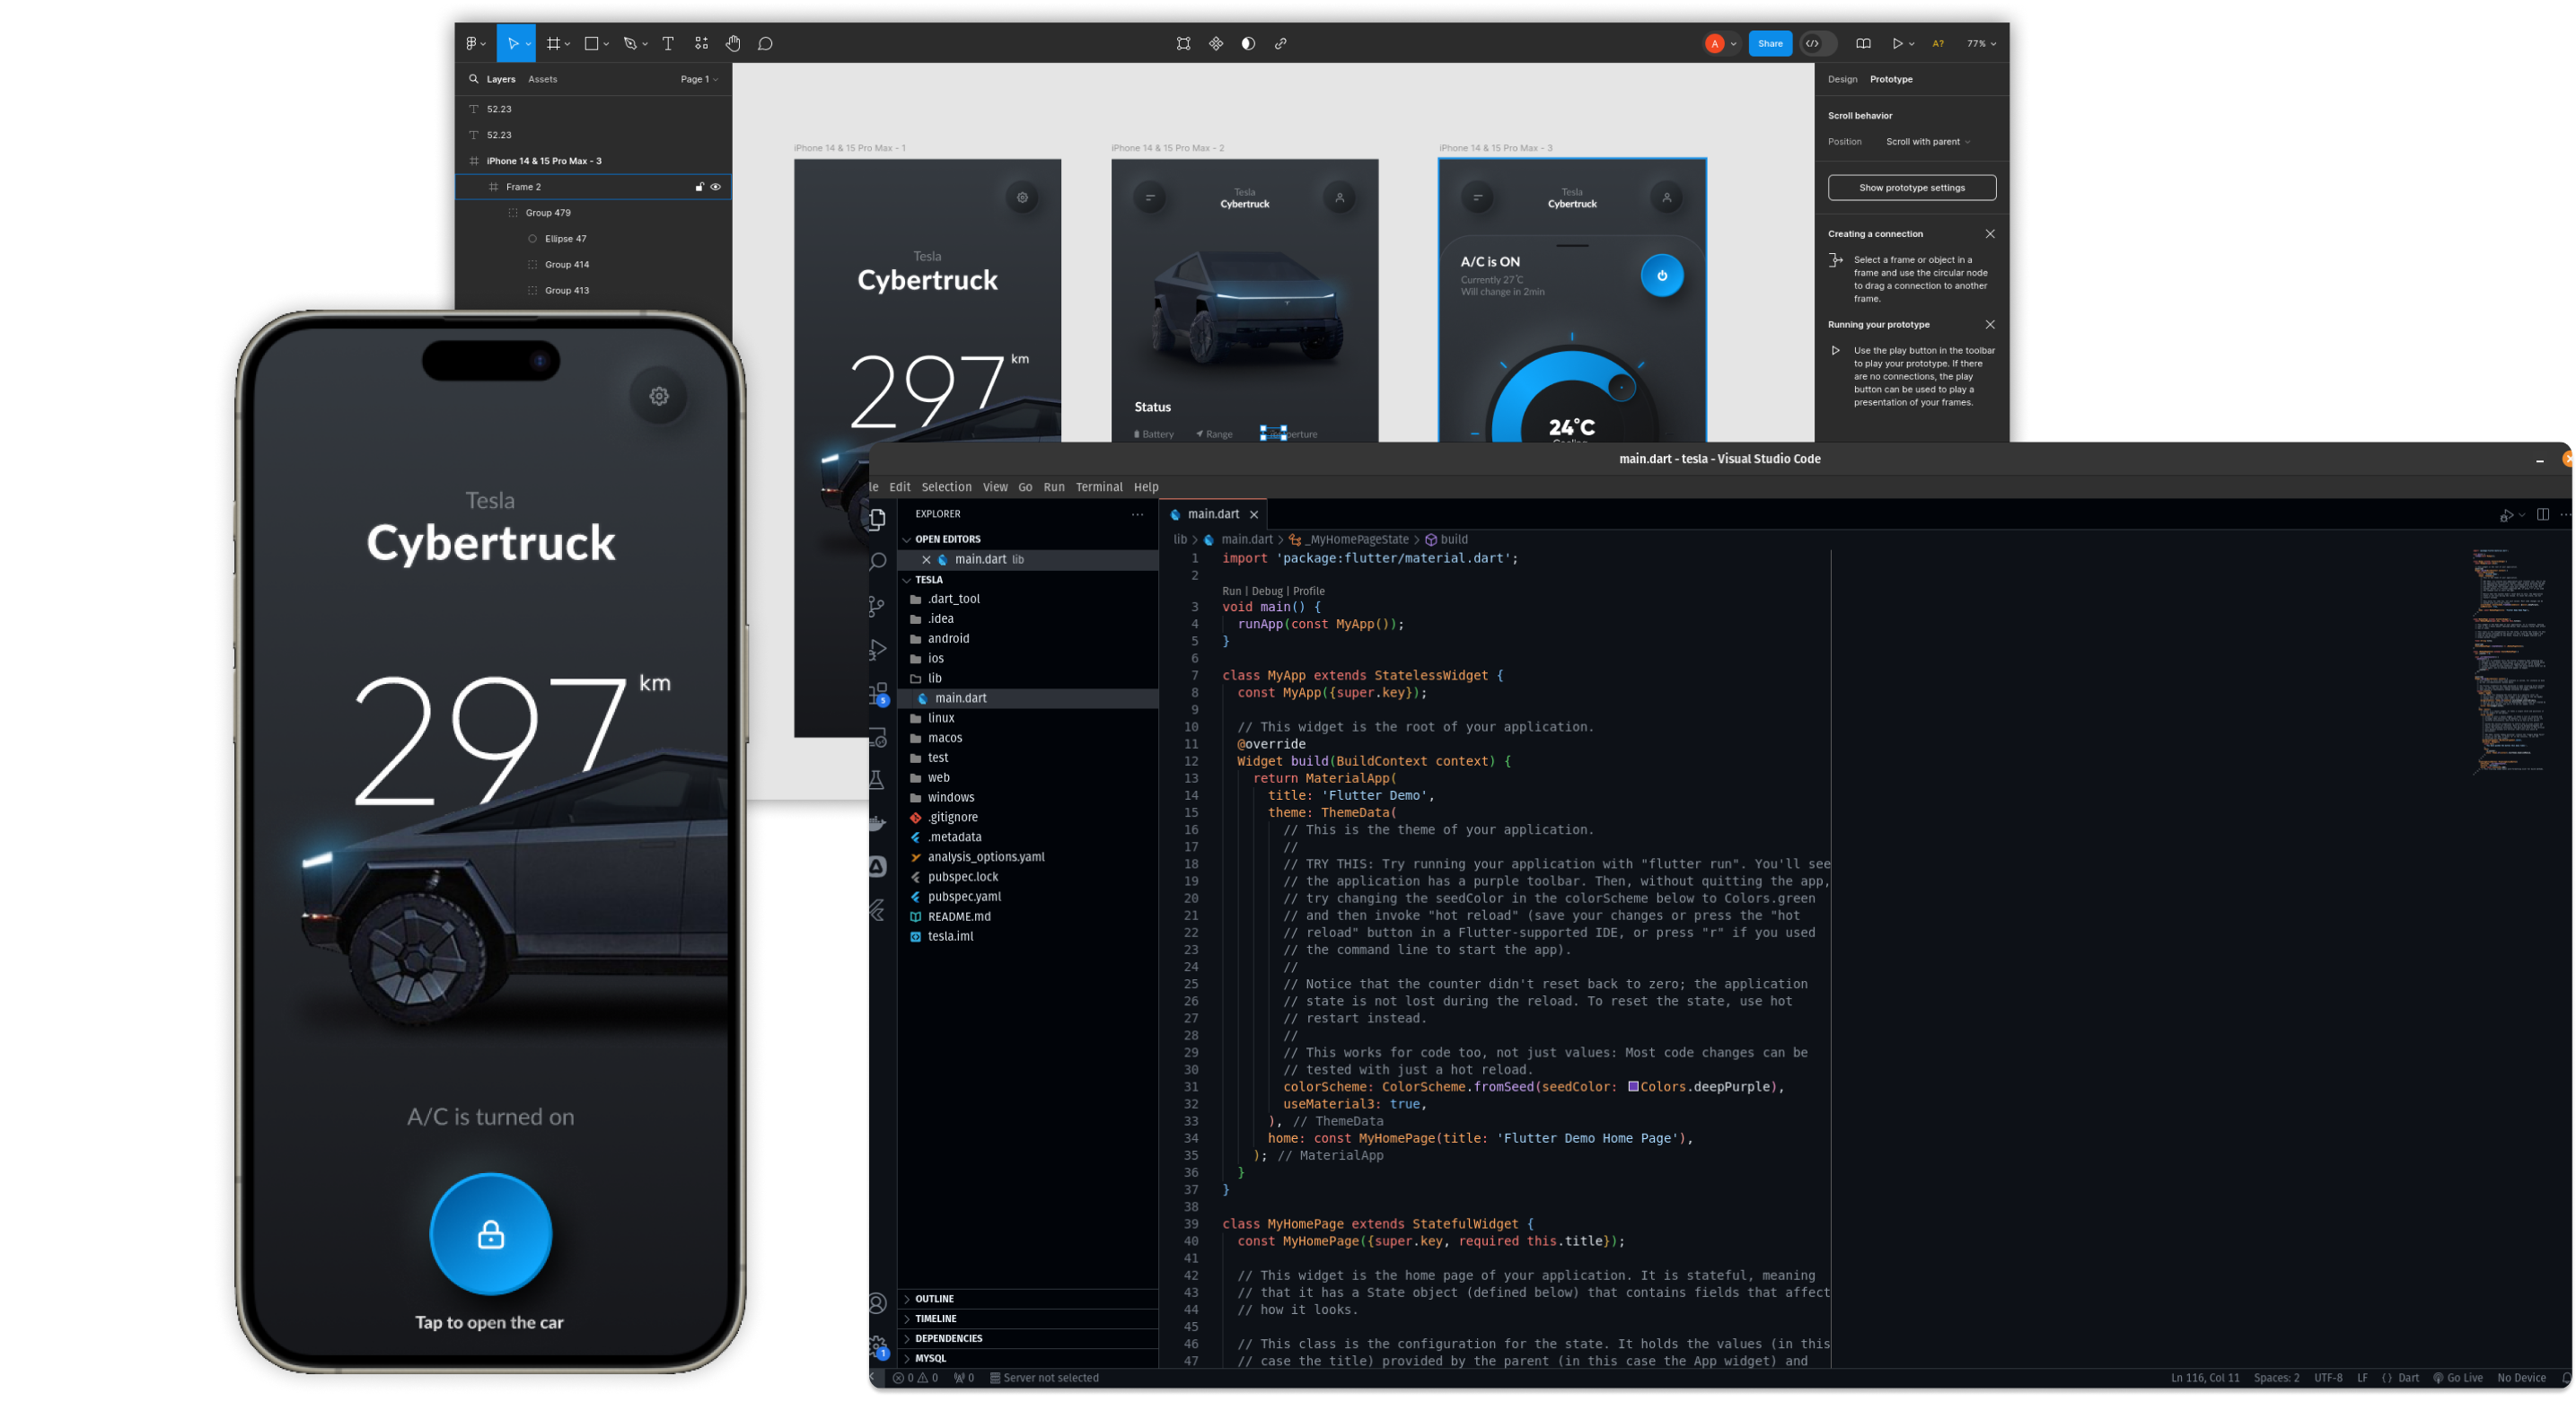 A
Share
A?
77%
Layers
Assets
Page 1
52.23
52.23
iPhone 14 & 15 Pro Max - 3
Frame 2
Group 479
Ellipse 47
Group 414
Group 413
iPhone 14 & 15 Pro Max - 1
Tesla
Cybertruck
297 km
iPhone 14 & 15 Pro Max - 2
Tesla
Cybertruck
Status
Battery
Range
iPhone 14 & 15 Pro Max - 3
Tesla
Cybertruck
A/C is ON
Currently 27°C
Will change in 2min
24°C
Design
Prototype
Scroll behavior
Position
Scroll with parent
Show prototype settings
Creating a connection
Select a frame or object in a
frame and use the circular node
to drag a connection to another
frame.
Running your prototype
Use the play button in the toolbar
to play your prototype. If there
are no connections, the play
button can be used to play a
presentation of your frames.
Tesla
Cybertruck
297 km
A/C is turned on
Tap to open the car
main.dart - tesla - Visual Studio Code
le Edit Selection View Go Run Terminal Help
EXPLORER
OPEN EDITORS
main.dart lib
TESLA
.dart_tool
.idea
android
ios
lib
main.dart
linux
macos
test
web
windows
.gitignore
.metadata
analysis_options.yaml
pubspec.lock
pubspec.yaml
README.md
tesla.iml
OUTLINE
TIMELINE
DEPENDENCIES
MYSQL
5
1
main.dart
lib > main.dart > _MyHomePageState > build
1 import 'package:flutter/material.dart';
2
Run | Debug | Profile
3 void main() {
4 runApp(const MyApp());
5 }
6
7 class MyApp extends StatelessWidget {
8 const MyApp({super.key});
9
10 // This widget is the root of your application.
11 @override
12 Widget build(BuildContext context) {
13 return MaterialApp(
14 title: 'Flutter Demo',
15 theme: ThemeData(
16 // This is the theme of your application.
17 //
18 // TRY THIS: Try running your application with "flutter run". You'll see
19 // the application has a purple toolbar. Then, without quitting the app,
20 // try changing the seedColor in the colorScheme below to Colors.green
21 // and then invoke "hot reload" (save your changes or press the "hot
22 // reload" button in a Flutter-supported IDE, or press "r" if you used
23 // the command line to start the app).
24 //
25 // Notice that the counter didn't reset back to zero; the application
26 // state is not lost during the reload. To reset the state, use hot
27 // restart instead.
28 //
29 // This works for code too, not just values: Most code changes can be
30 // tested with just a hot reload.
31 colorScheme: ColorScheme.fromSeed(seedColor: Colors.deepPurple),
32 useMaterial3: true,
33 ), // ThemeData
34 home: const MyHomePage(title: 'Flutter Demo Home Page'),
35 ); // MaterialApp
36 }
37 }
38
39 class MyHomePage extends StatefulWidget {
40 const MyHomePage({super.key, required this.title});
41
42 // This widget is the home page of your application. It is stateful, meaning
43 // that it has a State object (defined below) that contains fields that affect
44 // how it looks.
45
46 // This class is the configuration for the state. It holds the values (in this
47 // case the title) provided by the parent (in this case the App widget) and
0 0 0 Server not selected
Ln 116, Col 11 Spaces: 2 UTF-8 LF {} Dart Go Live No Device